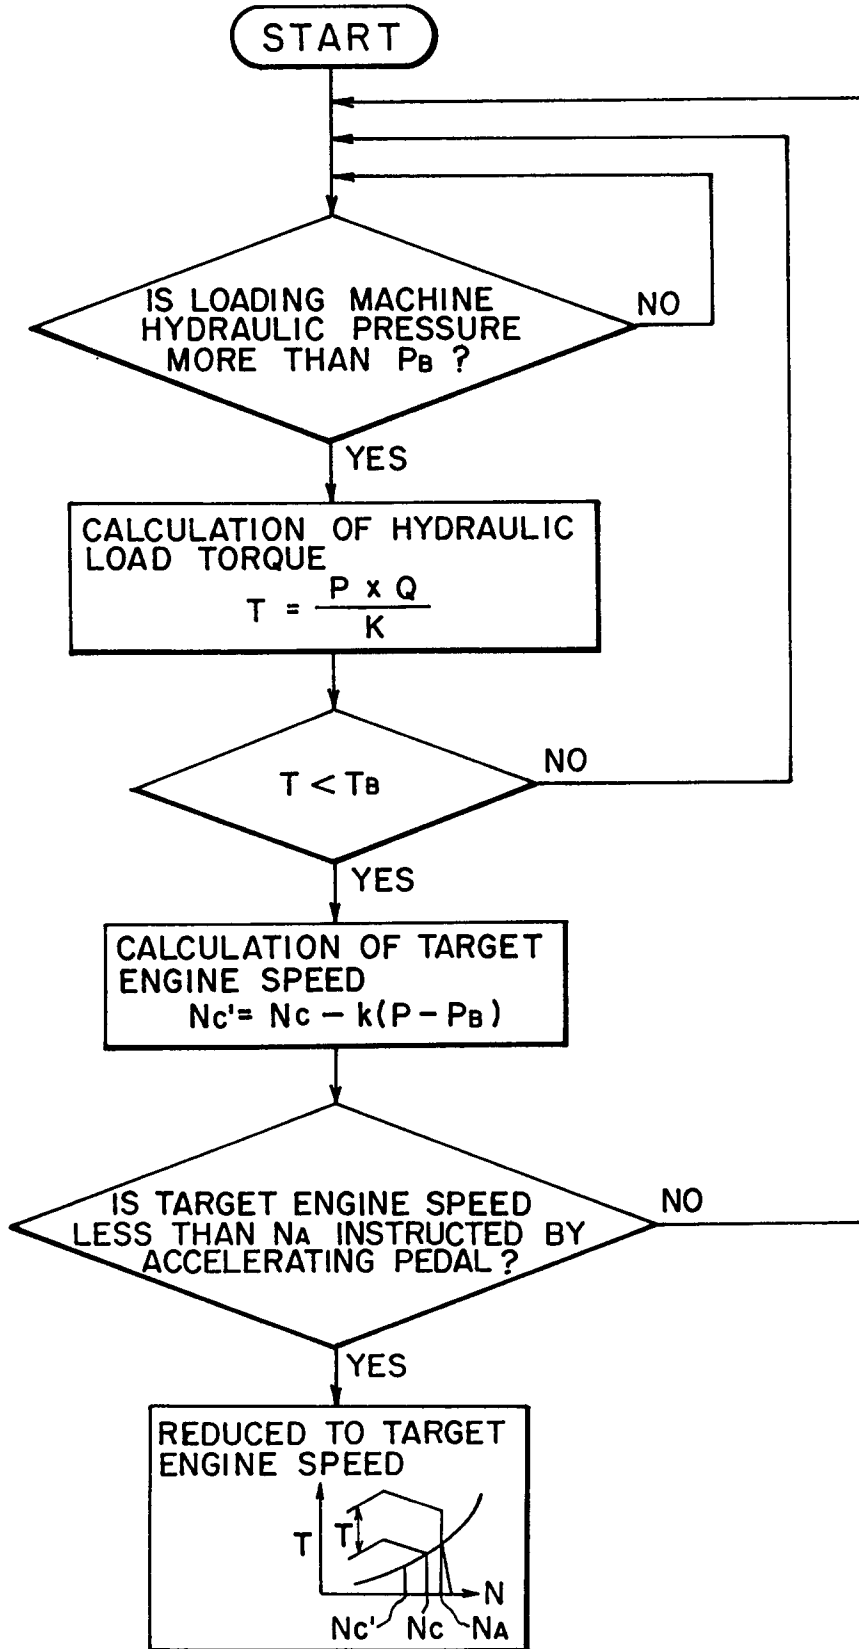 START
IS LOADING MACHINE
HYDRAULIC PRESSURE
MORE THAN PB ?
NO
YES
CALCULATION OF HYDRAULIC
LOAD TORQUE
T = P x Q / K
T < TB
NO
YES
CALCULATION OF TARGET
ENGINE SPEED
Nc' = Nc − k(P − PB)
IS TARGET ENGINE SPEED
LESS THAN NA INSTRUCTED BY
ACCELERATING PEDAL ?
NO
YES
REDUCED TO TARGET
ENGINE SPEED
T
T
N
Nc' Nc NA